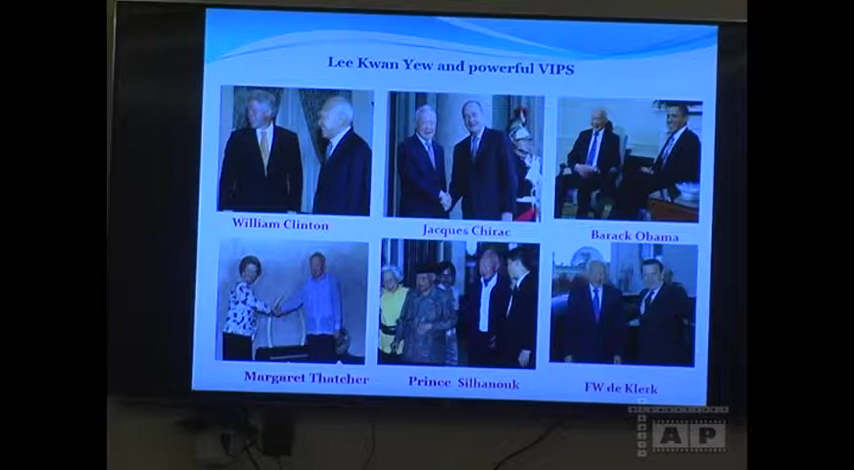 Lee Kwan Yew and powerful VIPS
William Clinton
Jacques Chirac
Barack Obama
Margaret Thatcher
Prince Silhanouk
FW de Klerk
AP